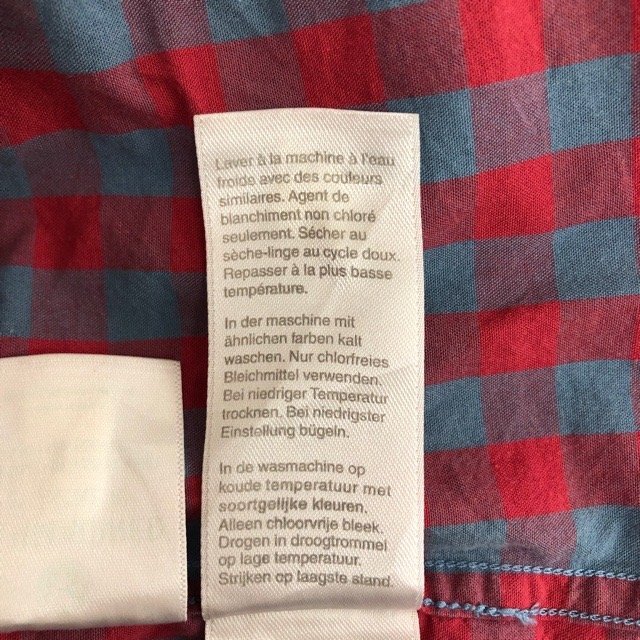 Laver à la machine à l'eau
froide avec des couleurs
similaires. Agent de
blanchiment non chloré
seulement. Sécher au
sèche-linge au cycle doux.
Repasser à la plus basse
température.
In der maschine mit
ähnlichen farben kalt
waschen. Nur chlorfreies
Bleichmittel verwenden.
Bei niedriger Temperatur
trocknen. Bei niedrigster
Einstellung bügeln.
In de wasmachine op
koude temperatuur met
soortgelijke kleuren.
Alleen chloorvrije bleek.
Drogen in droogtrommel
op lage temperatuur.
Strijken op laagste stand.